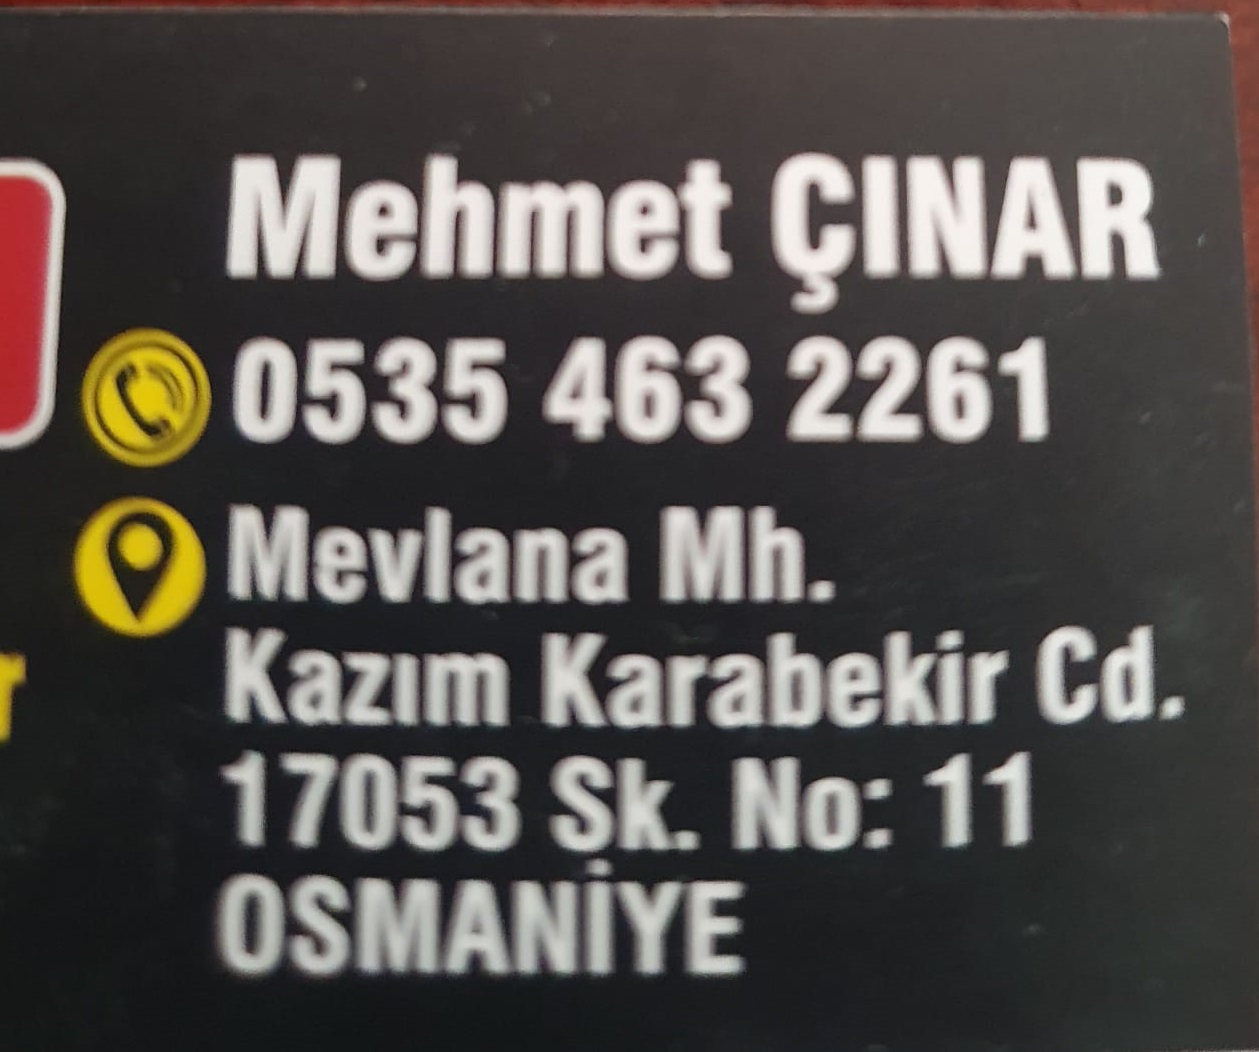 Mehmet ÇINAR
0535 463 2261
Mevlana Mh.
Kazım Karabekir Cd.
17053 Sk. No: 11
OSMANİYE